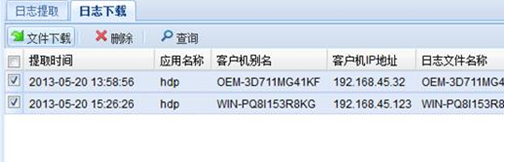 日志提取 日志下载
文件下载 删除 查询
提取时间 应用名称 客户机别名 客户机IP地址 日志文件名称
2013-05-20 13:58:56 hdp OEM-3D711MG41KF 192.168.45.32 OEM-3D711MG4
2013-05-20 15:26:26 hdp WIN-PQ8I153R8KG 192.168.45.123 WIN-PQ8I153R8